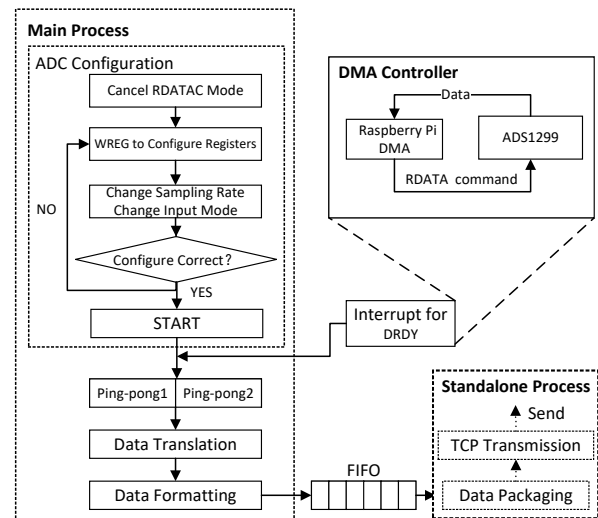 Main Process
ADC Configuration
Cancel RDATAC Mode
WREG to Configure Registers
Change Sampling Rate
Change Input Mode
NO
Configure Correct？
YES
START
Ping-pong1
Ping-pong2
Data Translation
Data Formatting
FIFO
DMA Controller
Data
Raspberry Pi
DMA
ADS1299
RDATA command
Interrupt for
DRDY
Standalone Process
Send
TCP Transmission
Data Packaging